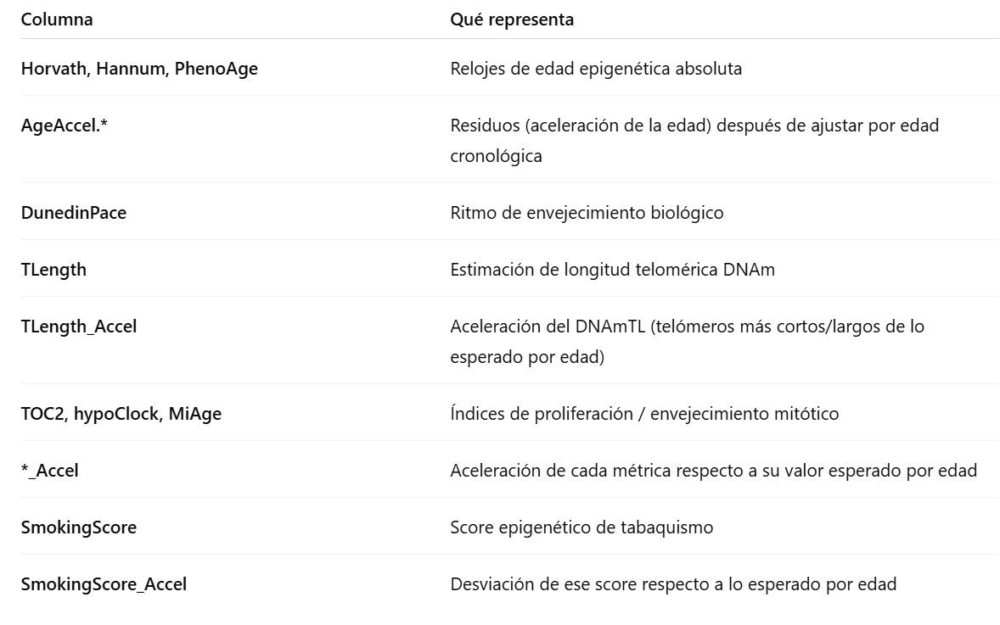 Columna Qué representa
Horvath, Hannum, PhenoAge Relojes de edad epigenética absoluta
AgeAccel.* Residuos (aceleración de la edad) después de ajustar por edad
cronológica
DunedinPace Ritmo de envejecimiento biológico
TLength Estimación de longitud telomérica DNAm
TLength_Accel Aceleración del DNAmTL (telómeros más cortos/largos de lo
esperado por edad)
TOC2, hypoClock, MiAge Índices de proliferación / envejecimiento mitótico
*_Accel Aceleración de cada métrica respecto a su valor esperado por edad
SmokingScore Score epigenético de tabaquismo
SmokingScore_Accel Desviación de ese score respecto a lo esperado por edad